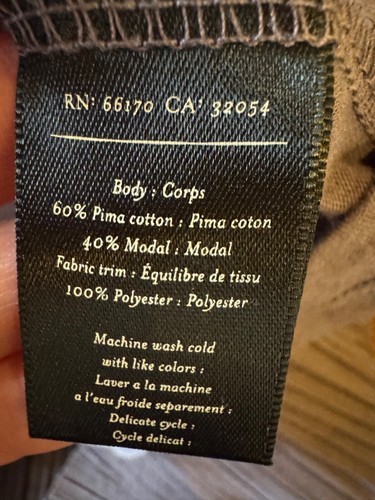 RN: 66170 CA: 32054
Body : Corps
60% Pima cotton : Pima coton
40% Modal : Modal
Fabric trim : Équilibre de tissu
100% Polyester : Polyester
Machine wash cold
with like colors :
Laver a la machine
a l'eau froide separement :
Delicate cycle :
Cycle delicat :